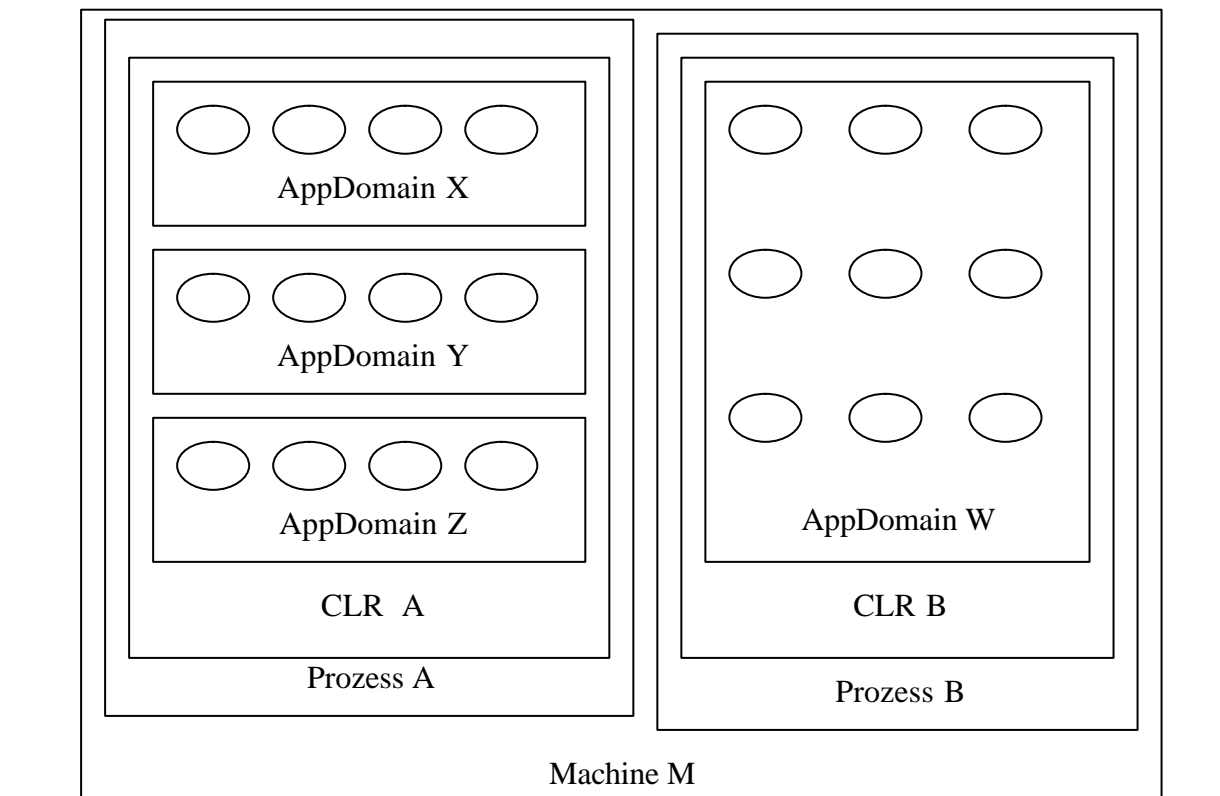 AppDomain X
AppDomain Y
AppDomain Z
CLR A
Prozess A
AppDomain W
CLR B
Prozess B
Machine M